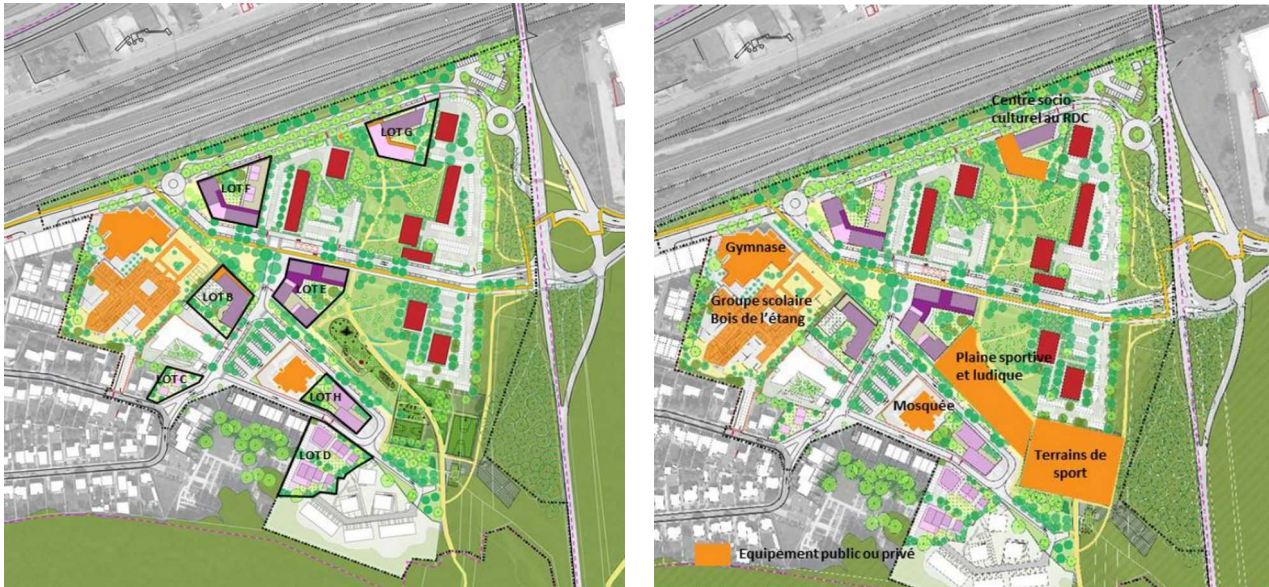 LOT G
LOT F
LOT B
LOT E
LOT C
LOT H
LOT D
Centre socio-
culturel au RDC
Gymnase
Groupe scolaire
Bois de l'étang
Plaine sportive
et ludique
Mosquée
Terrains de
sport
Equipement public ou privé